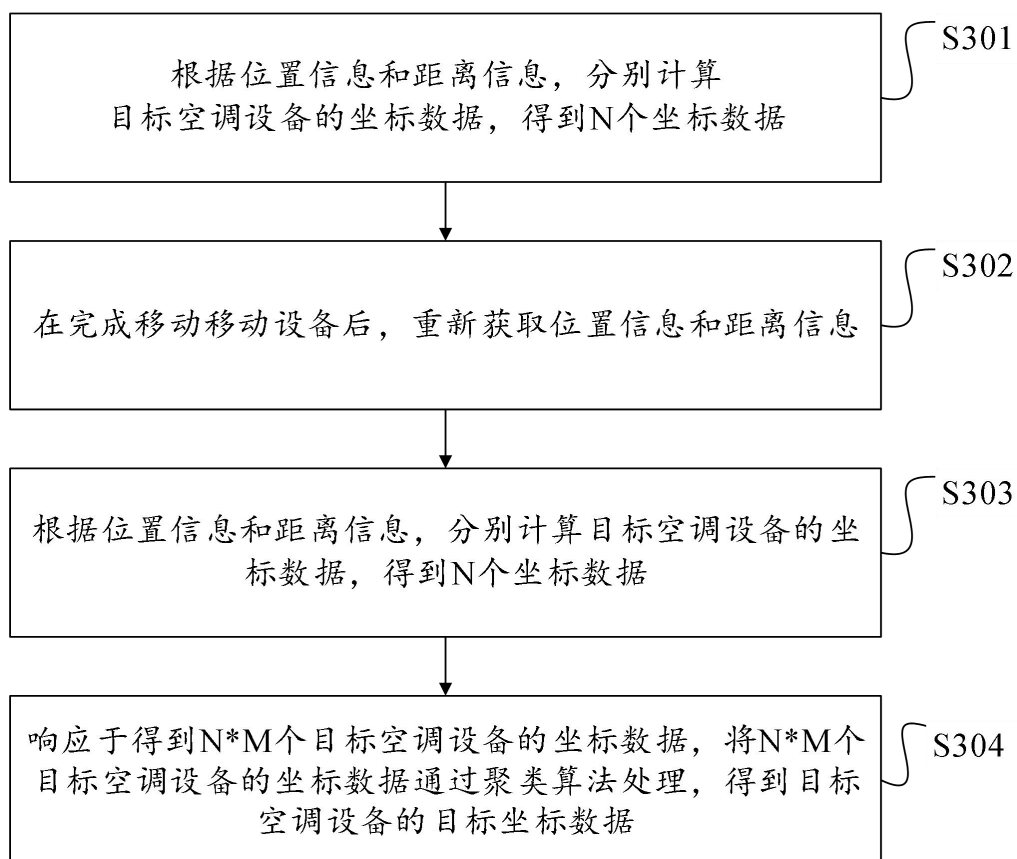 根据位置信息和距离信息，分别计算
目标空调设备的坐标数据，得到N个坐标数据
S301
在完成移动移动设备后，重新获取位置信息和距离信息
S302
根据位置信息和距离信息，分别计算目标空调设备的坐
标数据，得到N个坐标数据
S303
响应于得到N*M个目标空调设备的坐标数据，将N*M个
目标空调设备的坐标数据通过聚类算法处理，得到目标
空调设备的目标坐标数据
S304